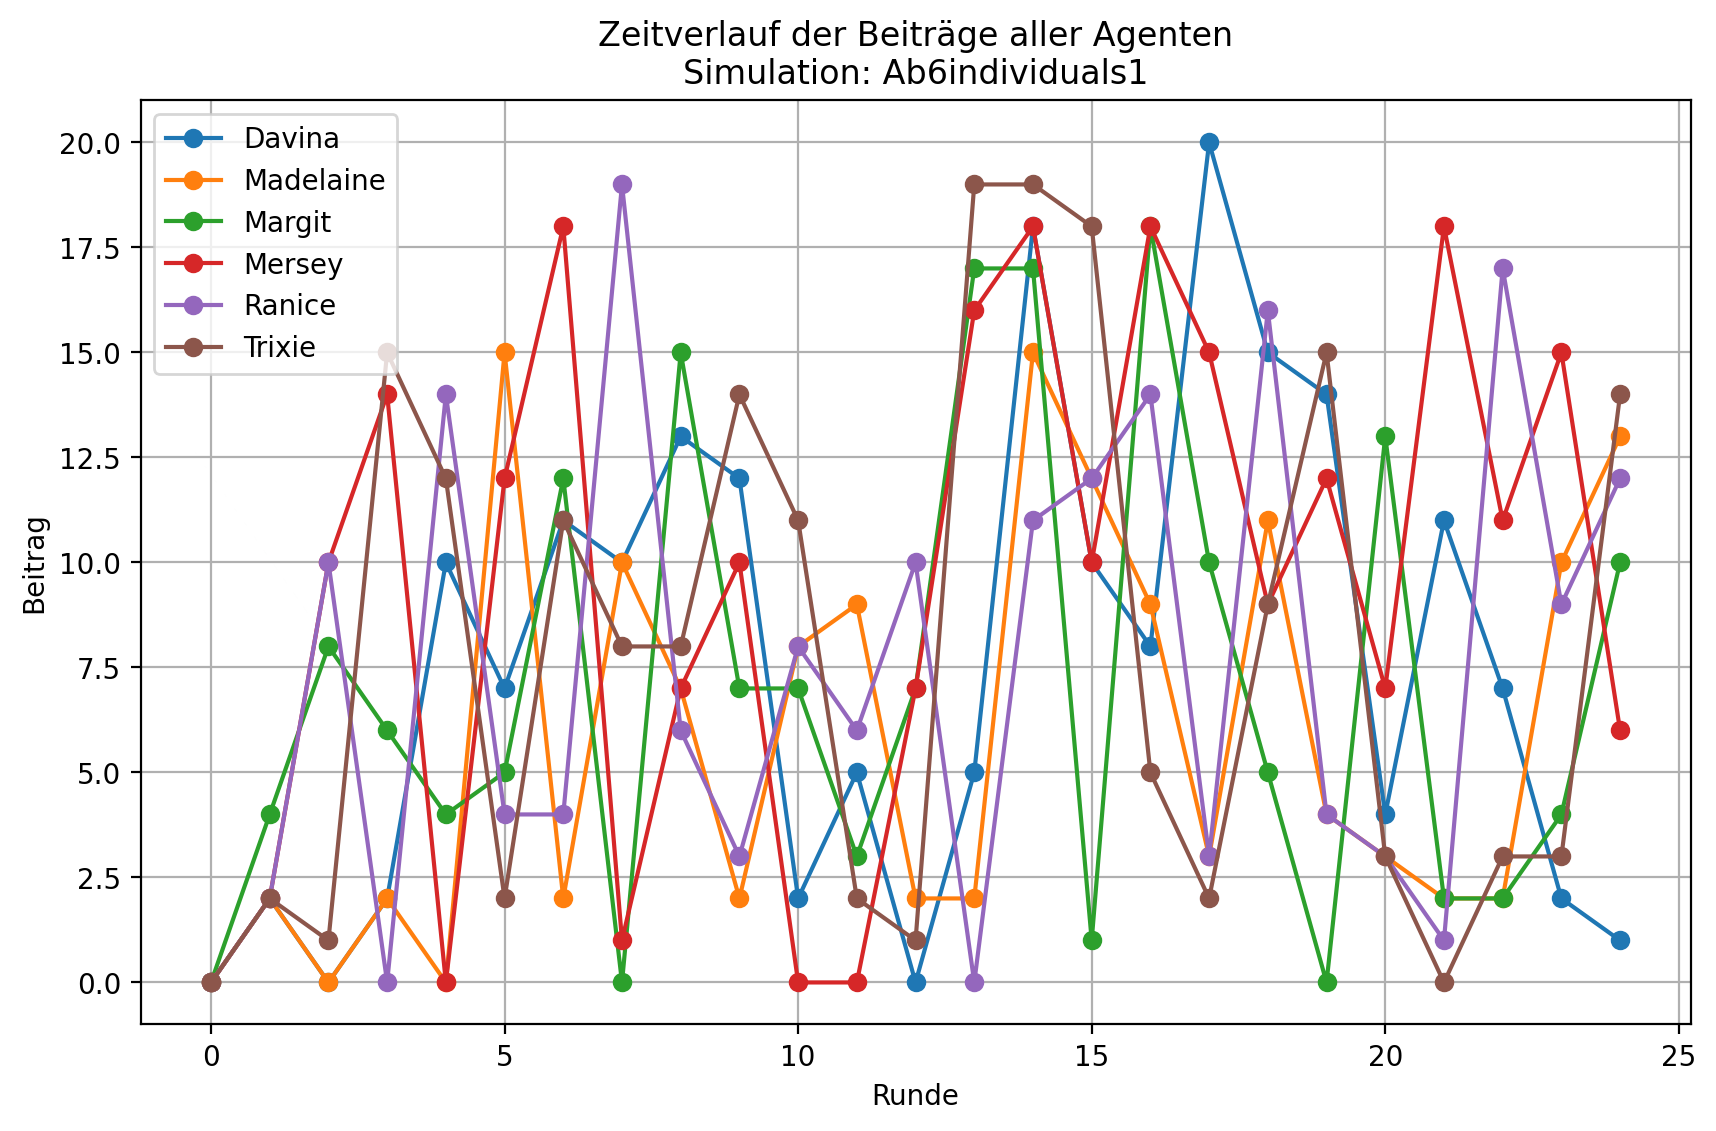 Zeitverlauf der Beiträge aller Agenten
Simulation: Ab6individuals1
Beitrag
20.0
17.5
15.0
12.5
10.0
7.5
5.0
2.5
0.0
Davina
Madelaine
Margit
Mersey
Ranice
Trixie
0 5 10 15 20 25
Runde